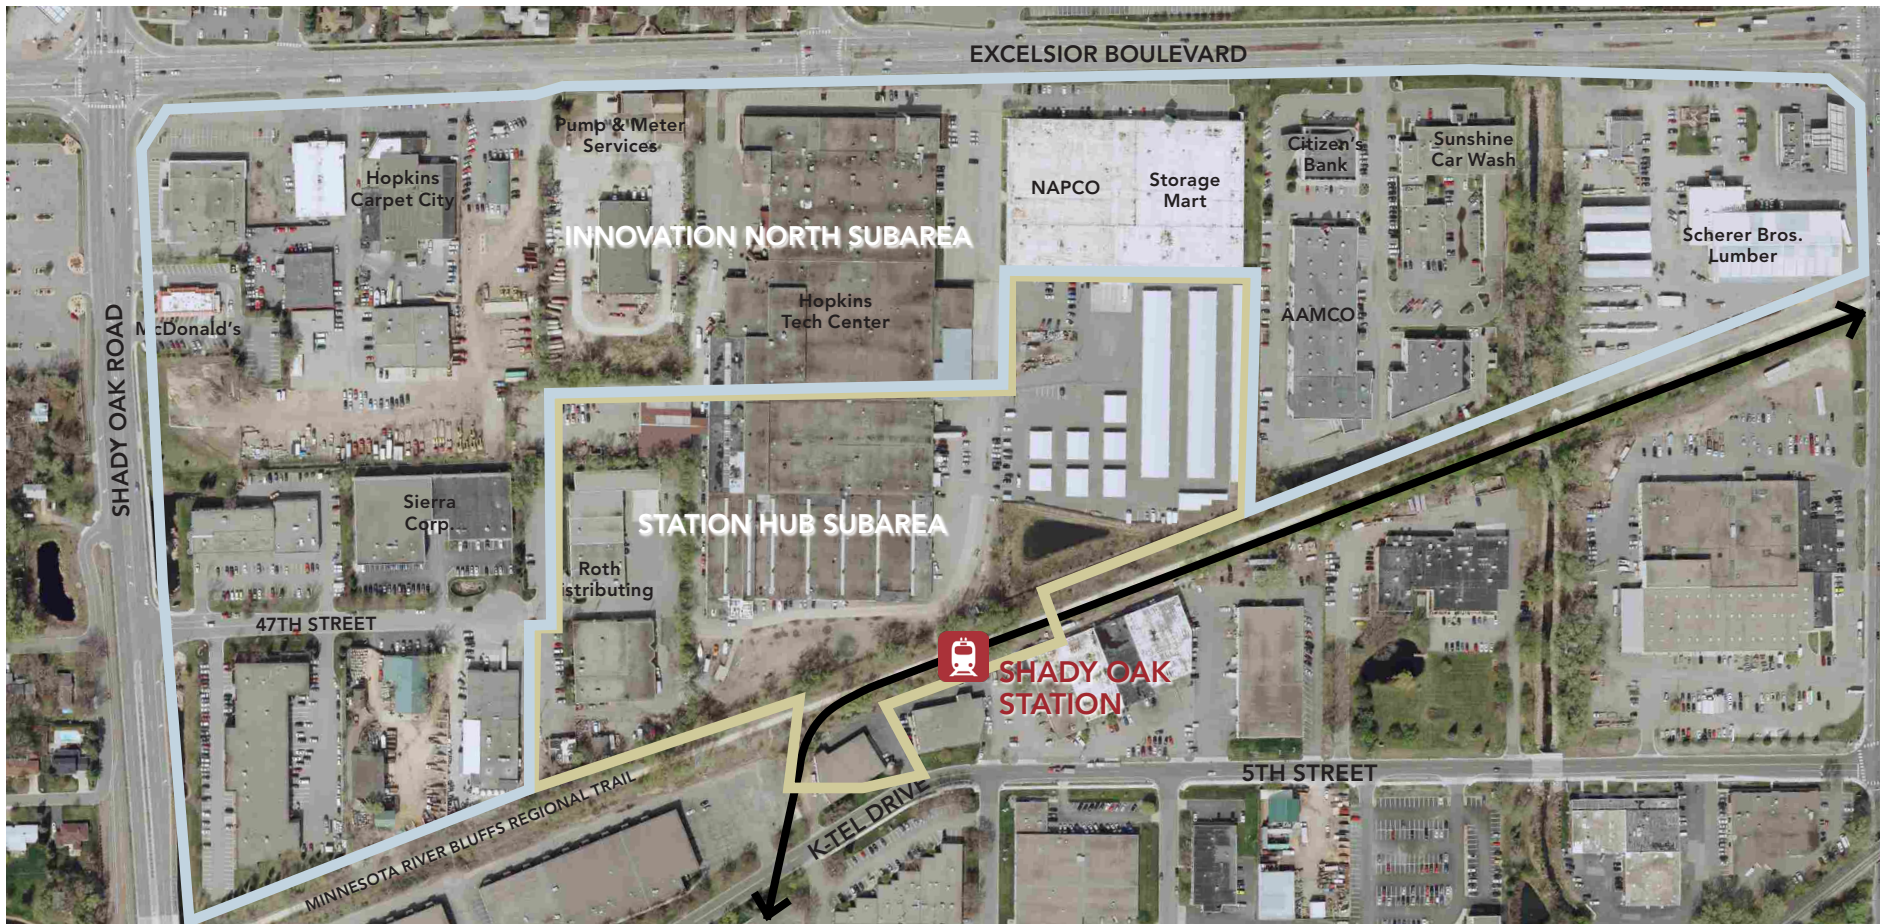 EXCELSIOR BOULEVARD
Pump & Meter
Services
Hopkins
Carpet City
NAPCO
Storage
Mart
Citizen's
Bank
Sunshine
Car Wash
INNOVATION NORTH SUBAREA
Scherer Bros.
Lumber
Hopkins
Tech Center
McDonald's
AAMCO
SHADY OAK ROAD
Sierra
Corp.
STATION HUB SUBAREA
Roth
istributing
47TH STREET
SHADY OAK
STATION
5TH STREET
MINNESOTA RIVER BLUFFS REGIONAL TRAIL
K-TEL DRIVE